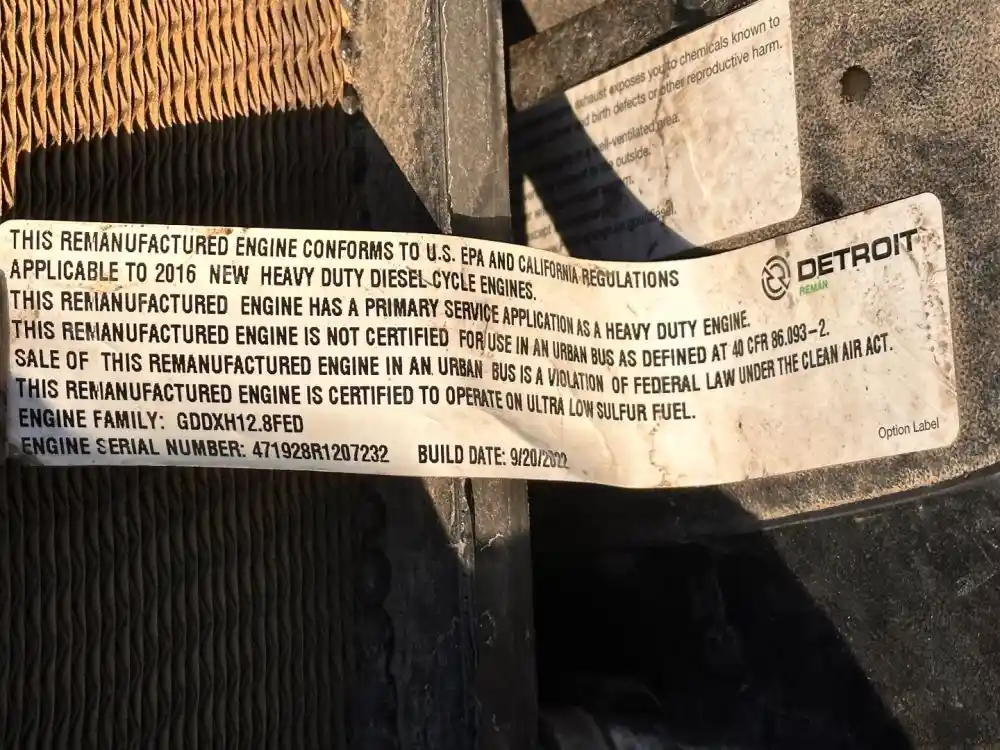 exhaust exposes you to chemicals known to
birth defects or other reproductive harm.
well-ventilated area.
outside.
THIS REMANUFACTURED ENGINE CONFORMS TO U.S. EPA AND CALIFORNIA REGULATIONS
APPLICABLE TO 2016 NEW HEAVY DUTY DIESEL CYCLE ENGINES.
THIS REMANUFACTURED ENGINE HAS A PRIMARY SERVICE APPLICATION AS A HEAVY DUTY ENGINE.
THIS REMANUFACTURED ENGINE IS NOT CERTIFIED FOR USE IN AN URBAN BUS AS DEFINED AT 40 CFR 86.093-2.
SALE OF THIS REMANUFACTURED ENGINE IN AN URBAN BUS IS A VIOLATION OF FEDERAL LAW UNDER THE CLEAN AIR ACT.
THIS REMANUFACTURED ENGINE IS CERTIFIED TO OPERATE ON ULTRA LOW SULFUR FUEL.
ENGINE FAMILY: GDDXH12.8FED
ENGINE SERIAL NUMBER: 471928R1207232 BUILD DATE: 9/20/2022
DETROIT
REMAN
Option Label